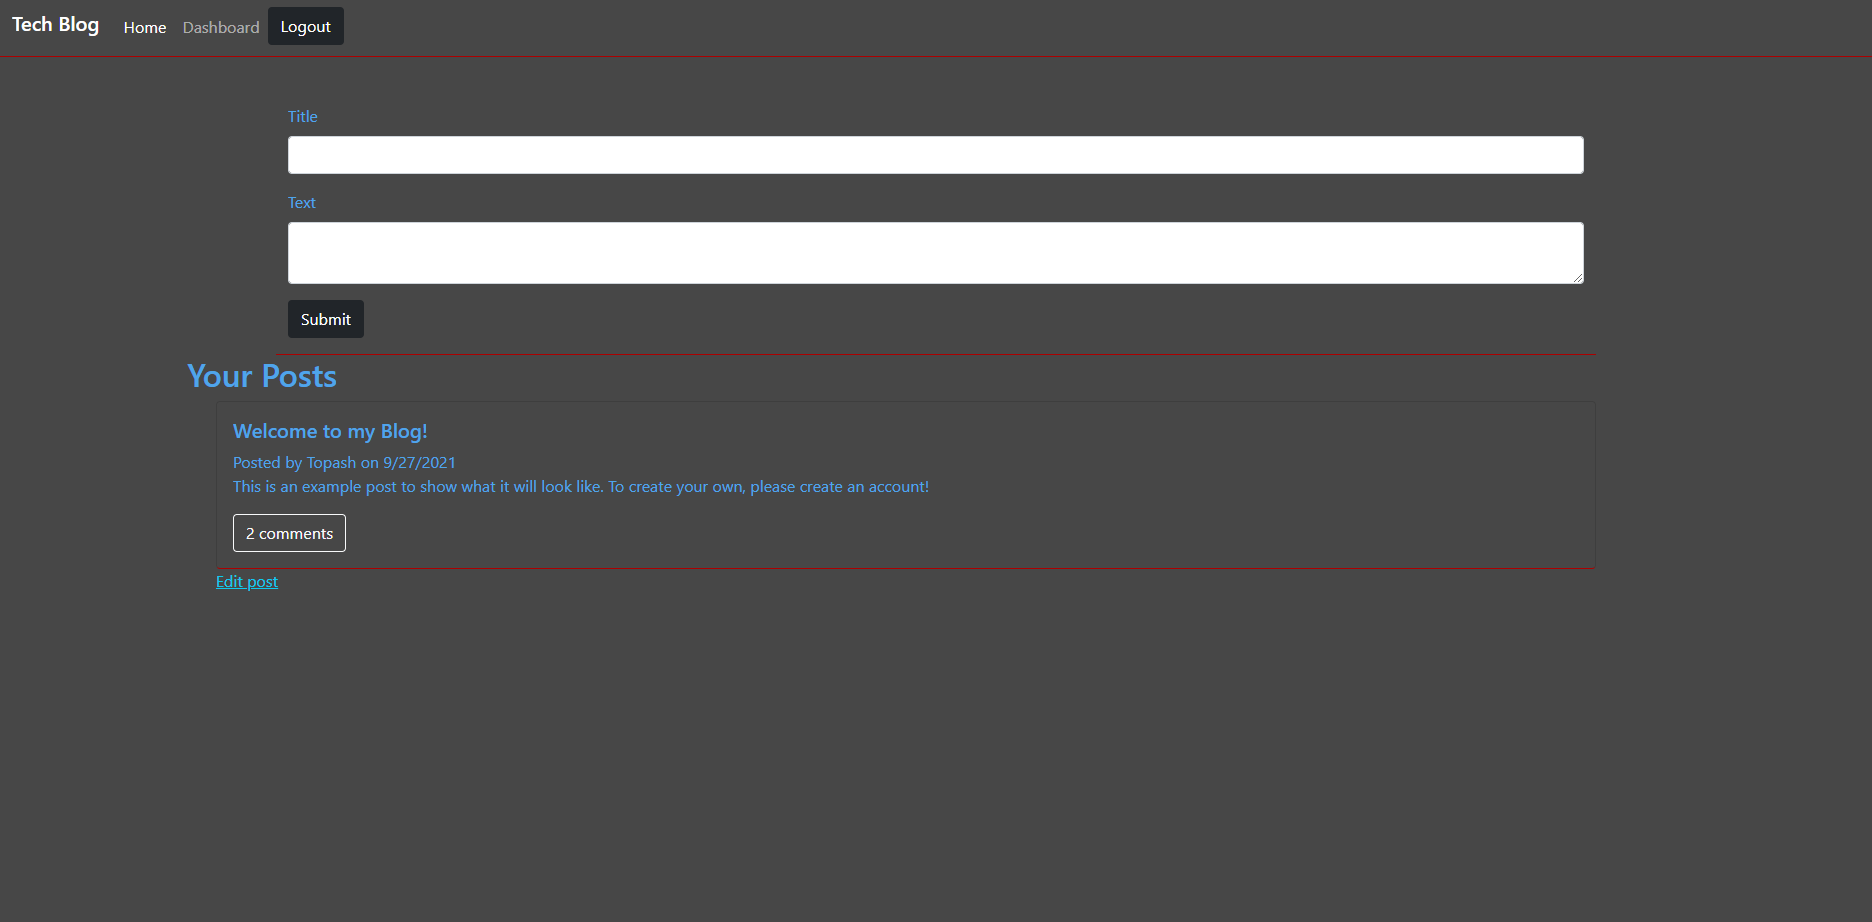 Tech Blog Home Dashboard Logout
Title
Text
Submit
Your Posts
Welcome to my Blog!
Posted by Topash on 9/27/2021
This is an example post to show what it will look like. To create your own, please create an account!
2 comments
Edit post